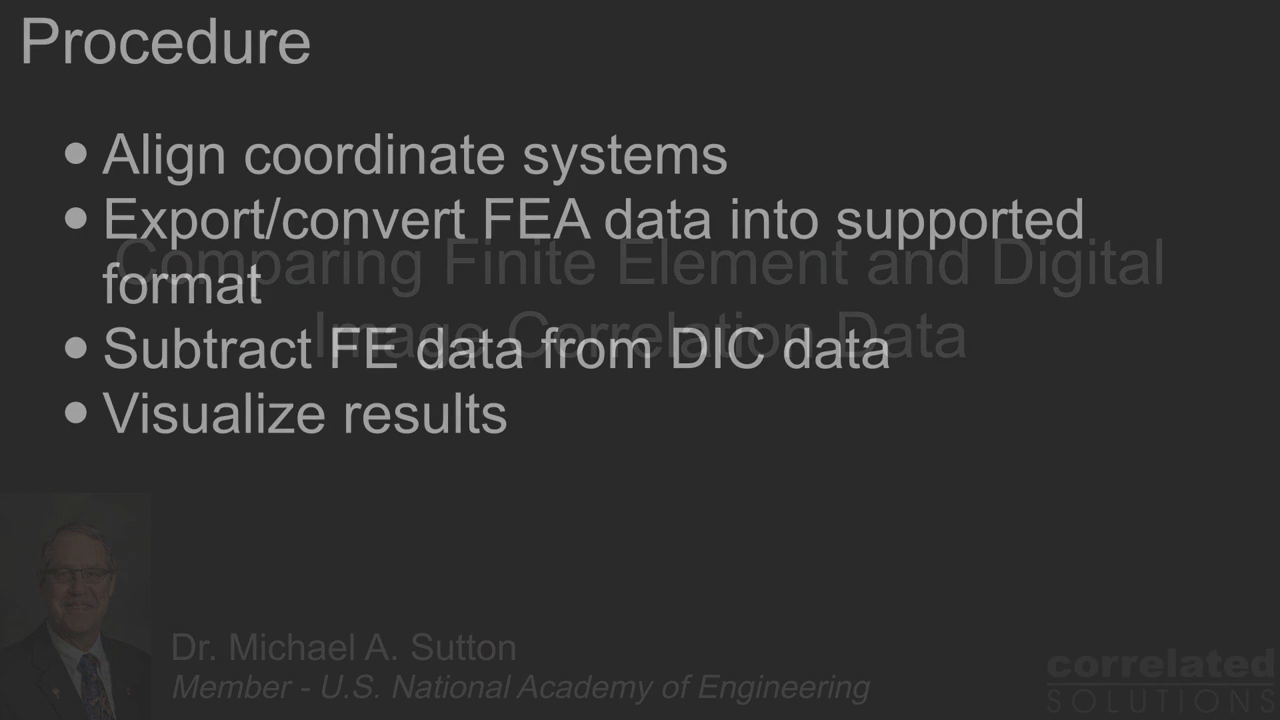 Procedure
• Align coordinate systems
• Export/convert FEA data into supported
format
• Subtract FE data from DIC data
• Visualize results
Comparing Finite Element and Digital
Image Correlation Data
Dr. Michael A. Sutton
Member - U.S. National Academy of Engineering
correlated
SOLUTIONS